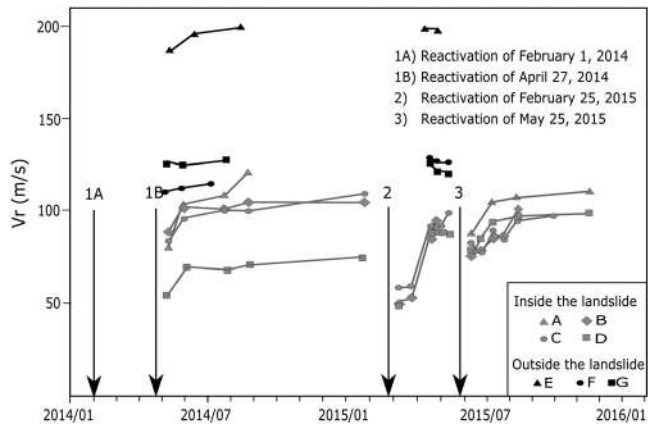 200
150
100
50
Vr (m/s)
1A) Reactivation of February 1, 2014
1B) Reactivation of April 27, 2014
2) Reactivation of February 25, 2015
3) Reactivation of May 25, 2015
1A
1B
2
3
Inside the landslide
A B
C D
Outside the landslide
E F G
2014/01 2014/07 2015/01 2015/07 2016/01